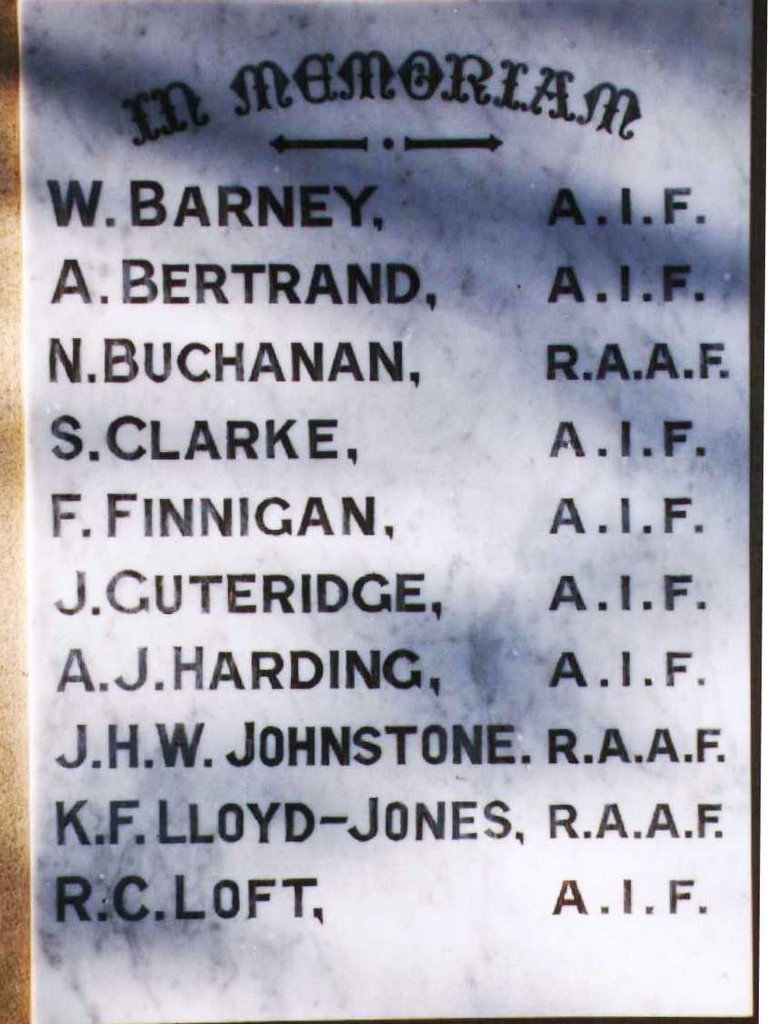 IN MEMORIAM
W. BARNEY, A.I.F.
A. BERTRAND, A.I.F.
N. BUCHANAN, R.A.A.F.
S. CLARKE, A.I.F.
F. FINNIGAN, A.I.F.
J. GUTERIDGE, A.I.F.
A.J. HARDING, A.I.F.
J.H.W. JOHNSTONE. R.A.A.F.
K.F. LLOYD-JONES, R.A.A.F.
R.C. LOFT, A.I.F.